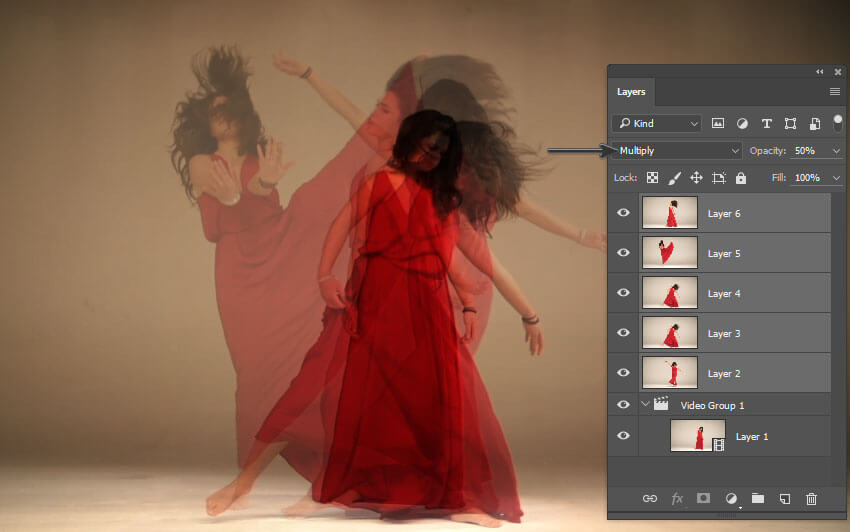 Layers
Kind
Multiply Opacity: 50%
Lock: Fill: 100%
Layer 6
Layer 5
Layer 4
Layer 3
Layer 2
Video Group 1
Layer 1
fx